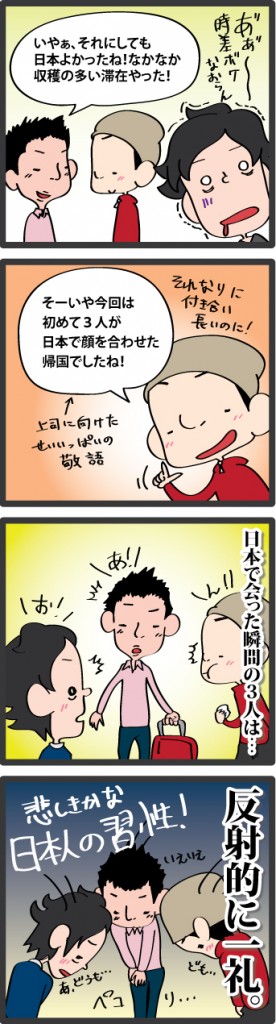 いやぁ、それにしても
日本よかったね!なかなか
収穫の多い滞在やった!
あ゛ぁ゛〜
時差ボケ
なおらん
そーいや今回は
初めて3人が
日本で顔を合わせた
帰国でしたね!
それなりに
付き合い
長いのに!
上司に向けた
せいいっぱいの
敬語
日本で会った瞬間の3人は…
ん!
あ!
お!
反射的に一礼。
悲しきかな
日本人の習性!
いえいえ
ども…
あ、どうも…
ペコり…